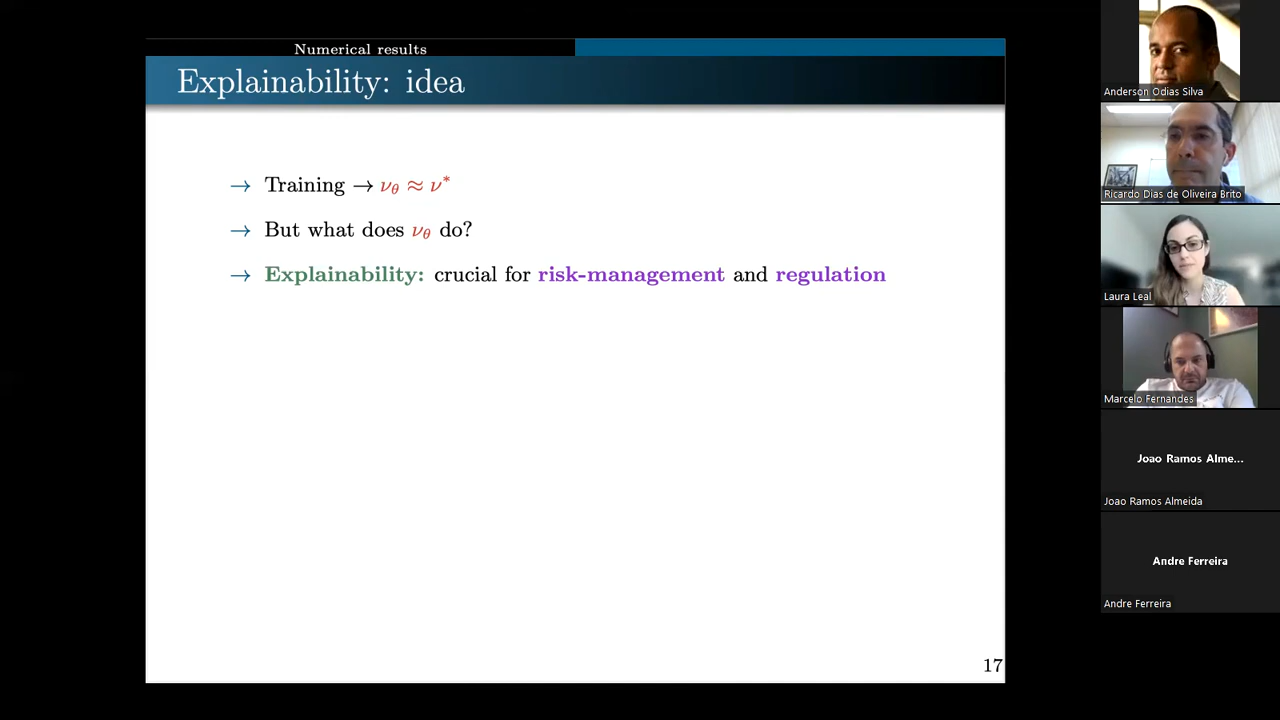 Numerical results
Explainability: idea
→ Training → ν_θ ≈ ν*
→ But what does ν_θ do?
→ Explainability: crucial for risk-management and regulation
17
Anderson Odias Silva
Ricardo Dias de Oliveira Brito
Laura Leal
Marcelo Fernandes
Joao Ramos Alme...
Joao Ramos Almeida
Andre Ferreira
Andre Ferreira